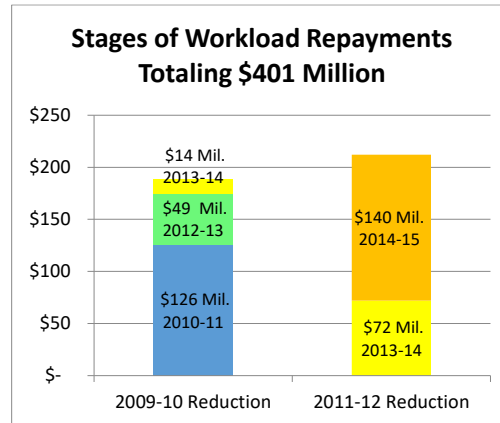 Stages of Workload Repayments
Totaling $401 Million
$250
$200
$150
$100
$50
$-
$14 Mil.
2013-14
$49  Mil.
2012-13
$126 Mil.
2010-11
$140 Mil.
2014-15
$72 Mil.
2013-14
2009-10 Reduction
2011-12 Reduction